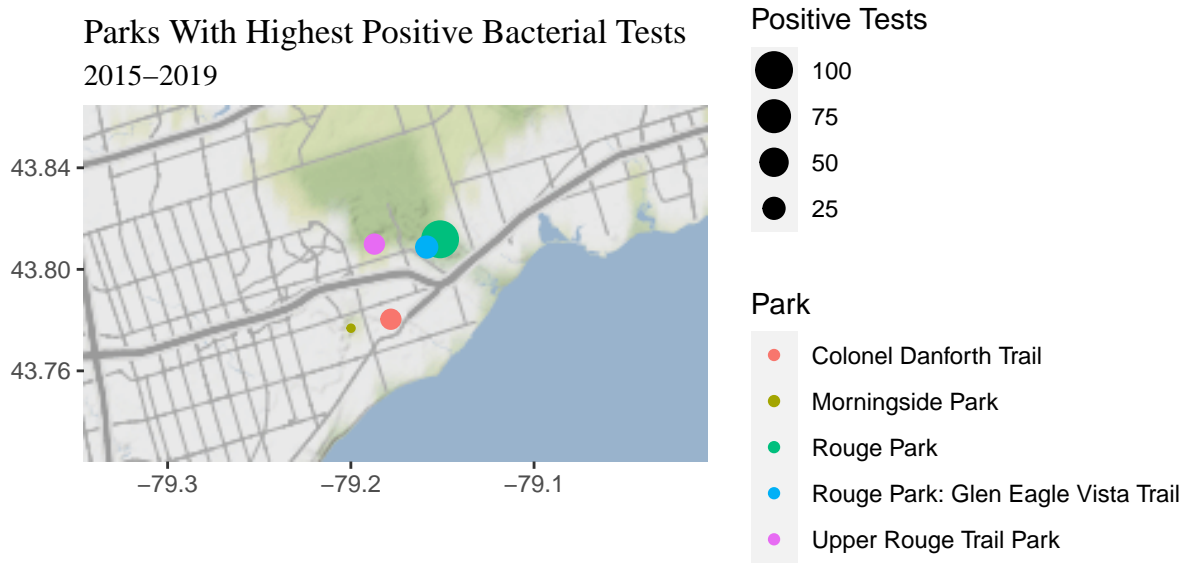 Parks With Highest Positive Bacterial Tests
2015−2019
43.84
43.80
43.76
−79.3
−79.2
−79.1
Positive Tests
100
75
50
25
Park
Colonel Danforth Trail
Morningside Park
Rouge Park
Rouge Park: Glen Eagle Vista Trail
Upper Rouge Trail Park